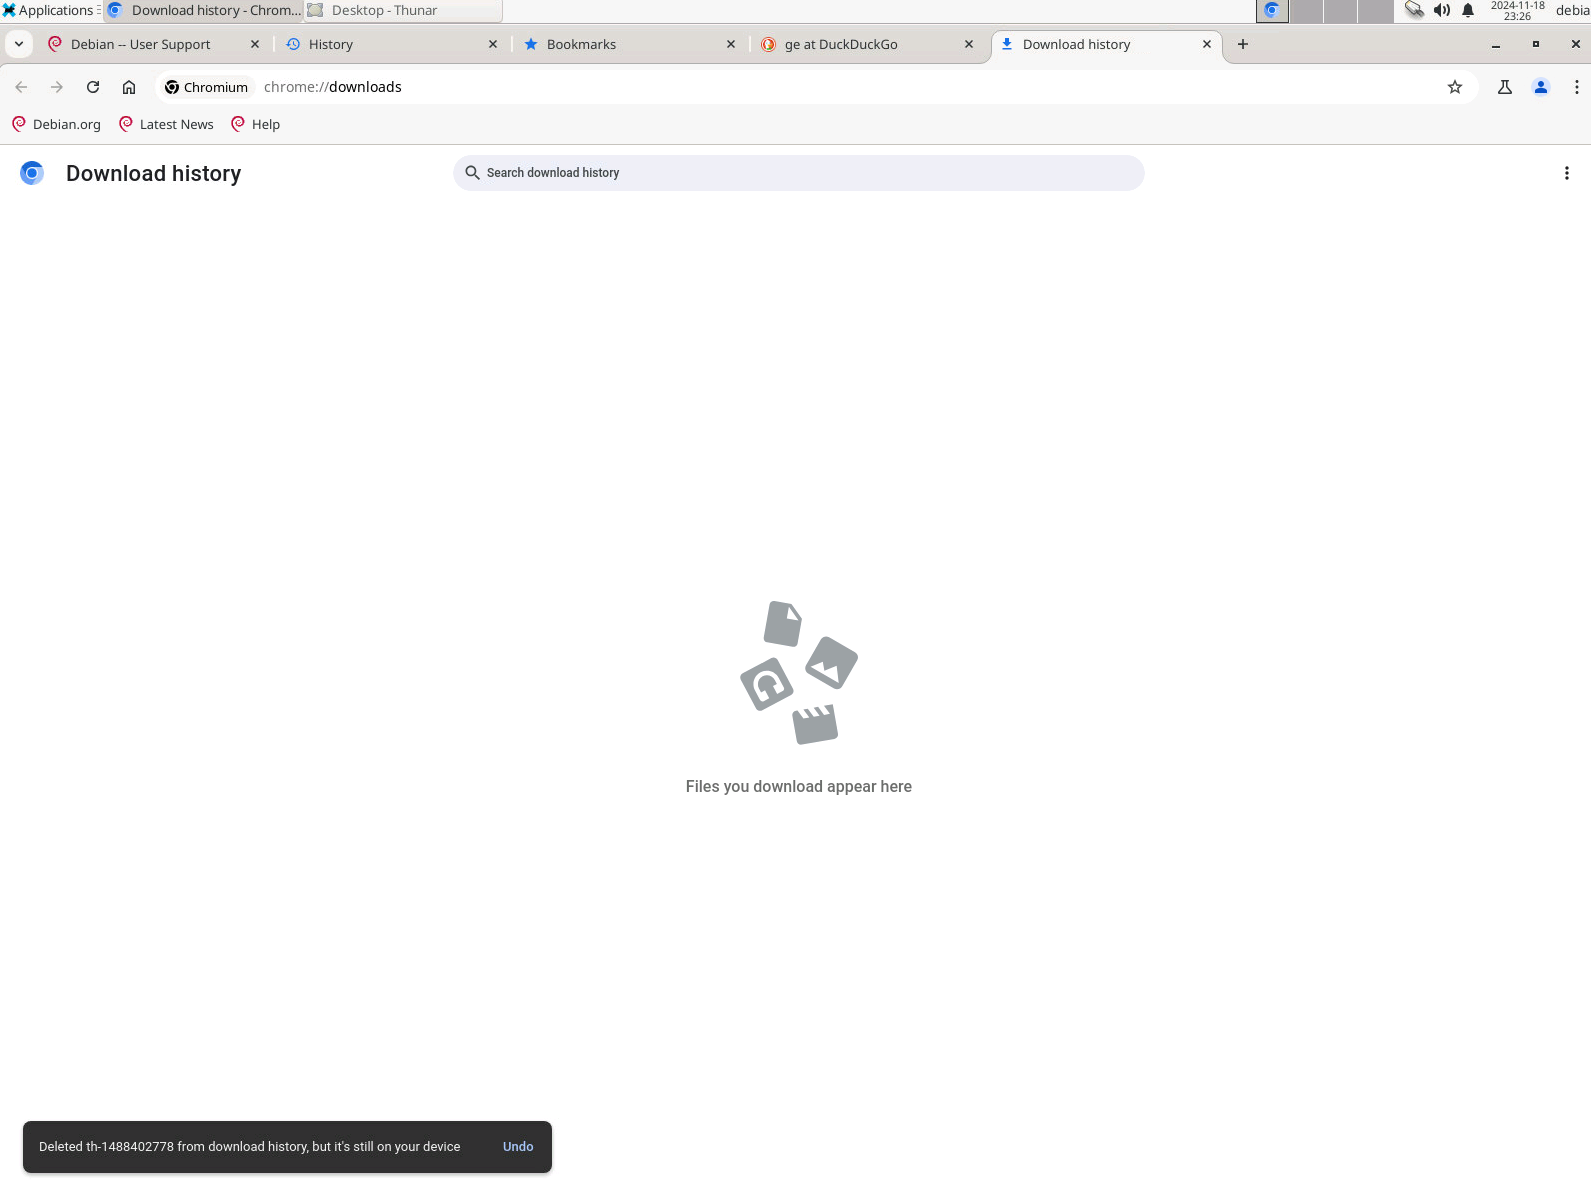 Applications
Download history - Chrom...
Desktop - Thunar
2024-11-18
23:26
debia
Debian -- User Support
History
Bookmarks
ge at DuckDuckGo
Download history
Chromium
chrome://downloads
Debian.org
Latest News
Help
Download history
Search download history
Files you download appear here
Deleted th-1488402778 from download history, but it's still on your device
Undo